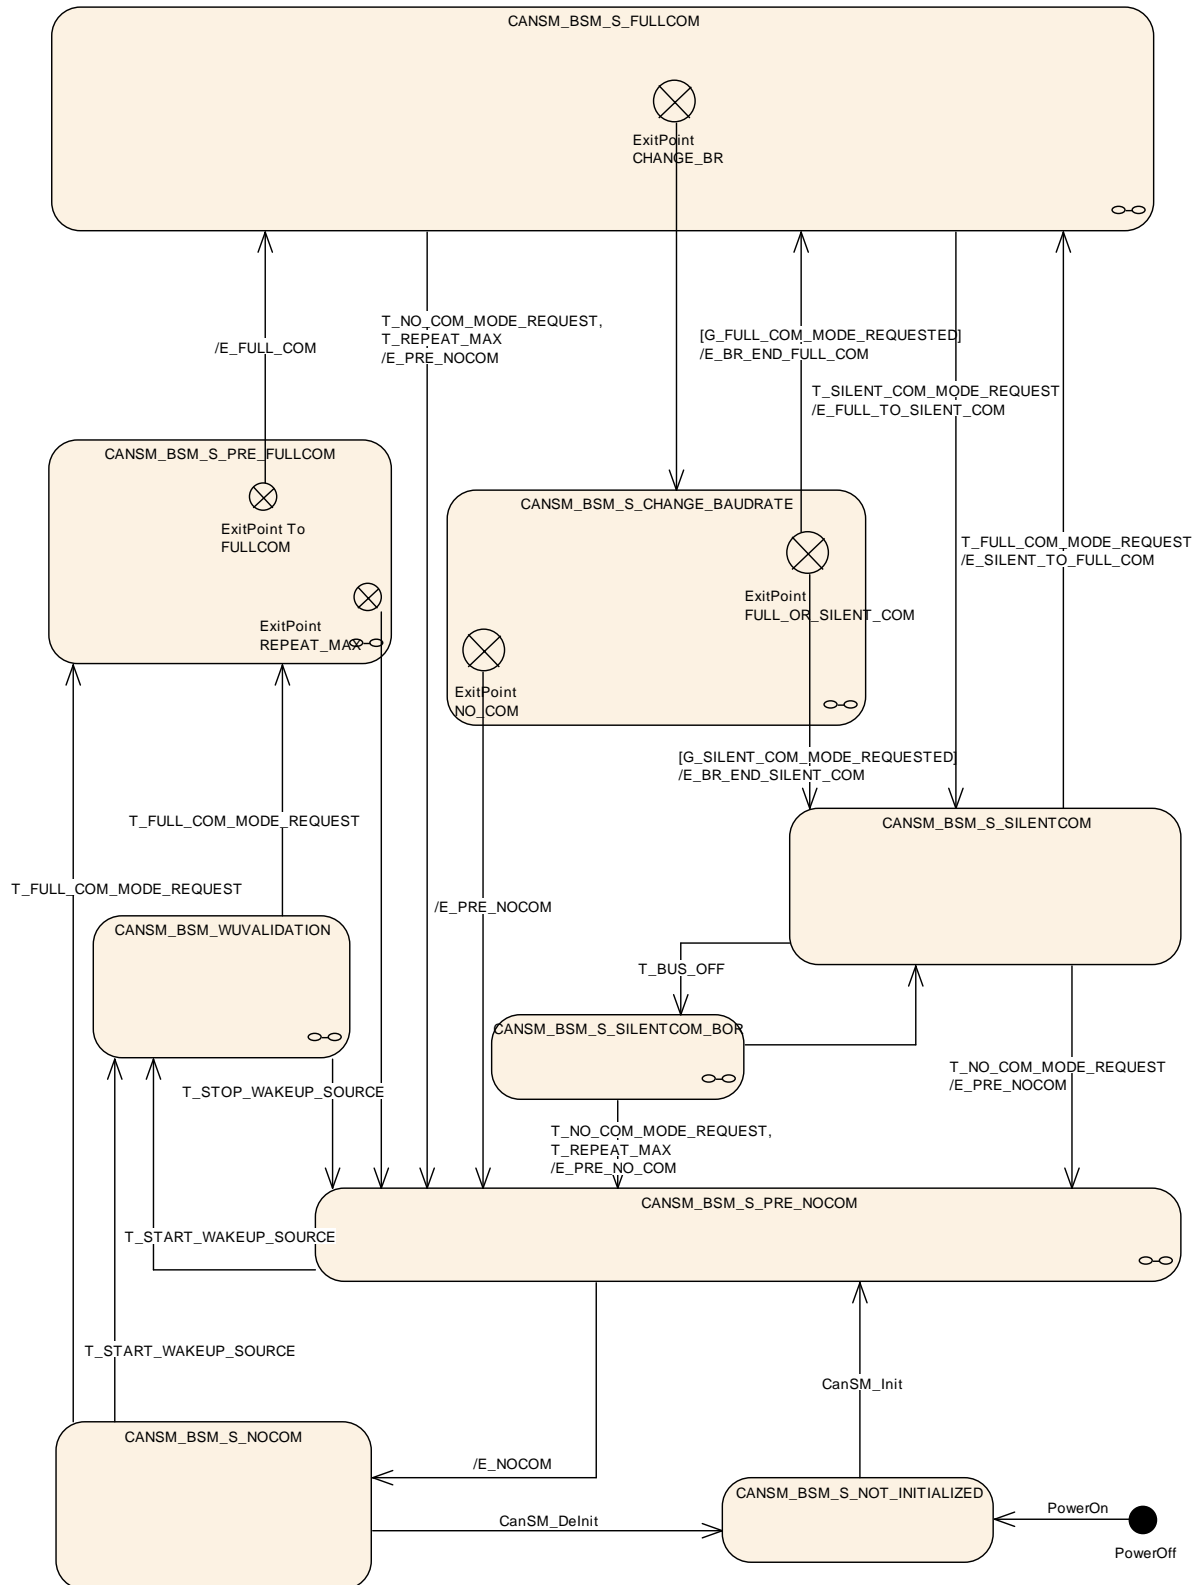 CANSM_BSM_S_FULLCOM
ExitPoint
CHANGE_BR
T_NO_COM_MODE_REQUEST,
T_REPEAT_MAX
/E_PRE_NOCOM
/E_FULL_COM
[G_FULL_COM_MODE_REQUESTED]
/E_BR_END_FULL_COM
T_SILENT_COM_MODE_REQUEST
/E_FULL_TO_SILENT_COM
CANSM_BSM_S_PRE_FULLCOM
ExitPoint To
FULLCOM
ExitPoint
REPEAT_MAX
CANSM_BSM_S_CHANGE_BAUDRATE
ExitPoint
FULL_OR_SILENT_COM
ExitPoint
NO_COM
T_FULL_COM_MODE_REQUEST
/E_SILENT_TO_FULL_COM
[G_SILENT_COM_MODE_REQUESTED]
/E_BR_END_SILENT_COM
T_FULL_COM_MODE_REQUEST
CANSM_BSM_S_SILENTCOM
T_FULL_COM_MODE_REQUEST
/E_PRE_NOCOM
CANSM_BSM_WUVALIDATION
T_BUS_OFF
CANSM_BSM_S_SILENTCOM_BOR
T_NO_COM_MODE_REQUEST
/E_PRE_NOCOM
T_STOP_WAKEUP_SOURCE
T_NO_COM_MODE_REQUEST,
T_REPEAT_MAX
/E_PRE_NO_COM
CANSM_BSM_S_PRE_NOCOM
T_START_WAKEUP_SOURCE
T_START_WAKEUP_SOURCE
CanSM_Init
CANSM_BSM_S_NOCOM
/E_NOCOM
CANSM_BSM_S_NOT_INITIALIZED
PowerOn
CanSM_DeInit
PowerOff